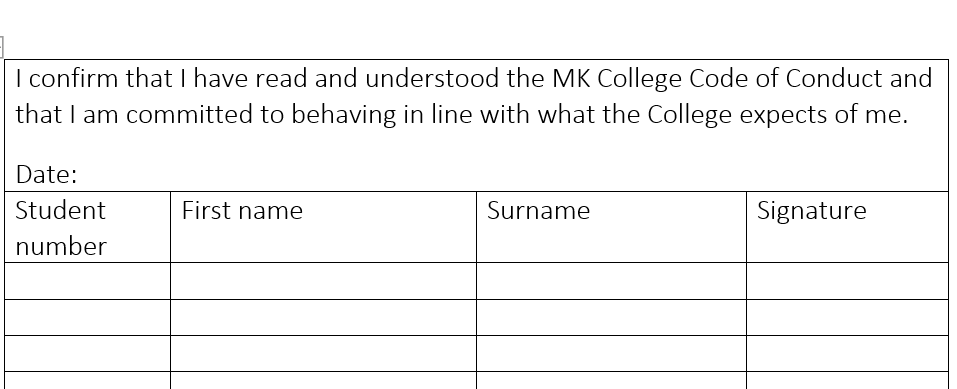 I confirm that I have read and understood the MK College Code of Conduct and
that I am committed to behaving in line with what the College expects of me.
Date:
Student number
First name
Surname
Signature